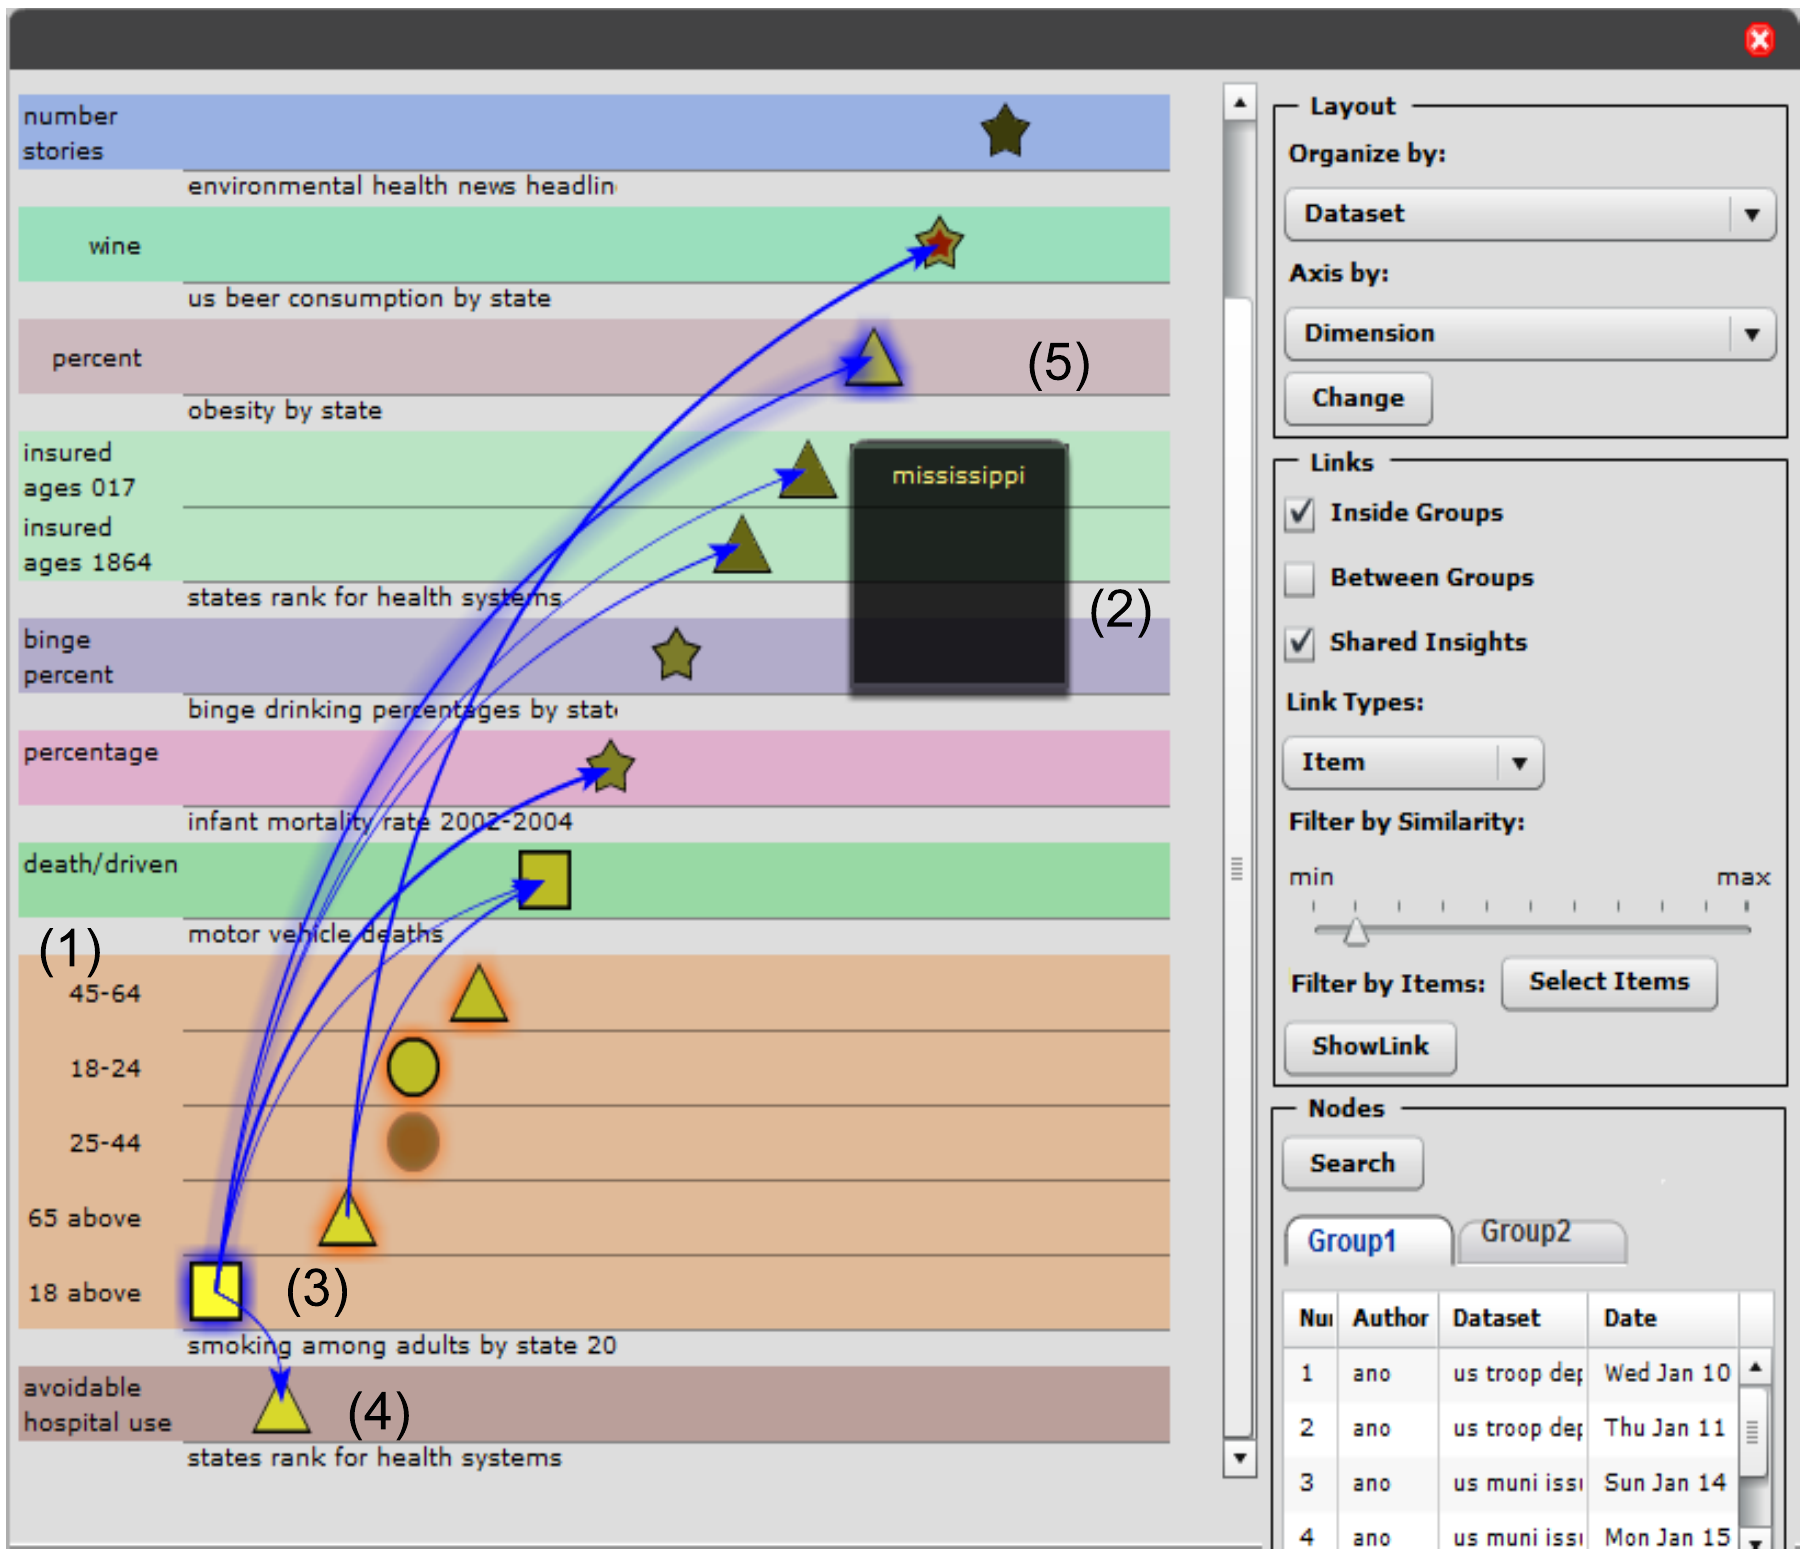 number
stories
environmental health news headlin
wine
us beer consumption by state
percent
(5)
obesity by state
insured
ages 017
mississippi
insured
ages 1864
states rank for health systems
(2)
binge
percent
binge drinking percentages by stat
percentage
infant mortality rate 2002-2004
death/driven
motor vehicle deaths
(1)
45-64
18-24
25-44
65 above
18 above
(3)
smoking among adults by state 20
avoidable
hospital use
(4)
states rank for health systems
Layout
Organize by:
Dataset
Axis by:
Dimension
Change
Links
Inside Groups
Between Groups
Shared Insights
Link Types:
Item
Filter by Similarity:
min max
Filter by Items: Select Items
ShowLink
Nodes
Search
Group1 Group2
Nu Author Dataset Date
1 ano us troop dep Wed Jan 10
2 ano us troop dep Thu Jan 11
3 ano us muni iss Sun Jan 14
4 ano us muni iss Mon Jan 15